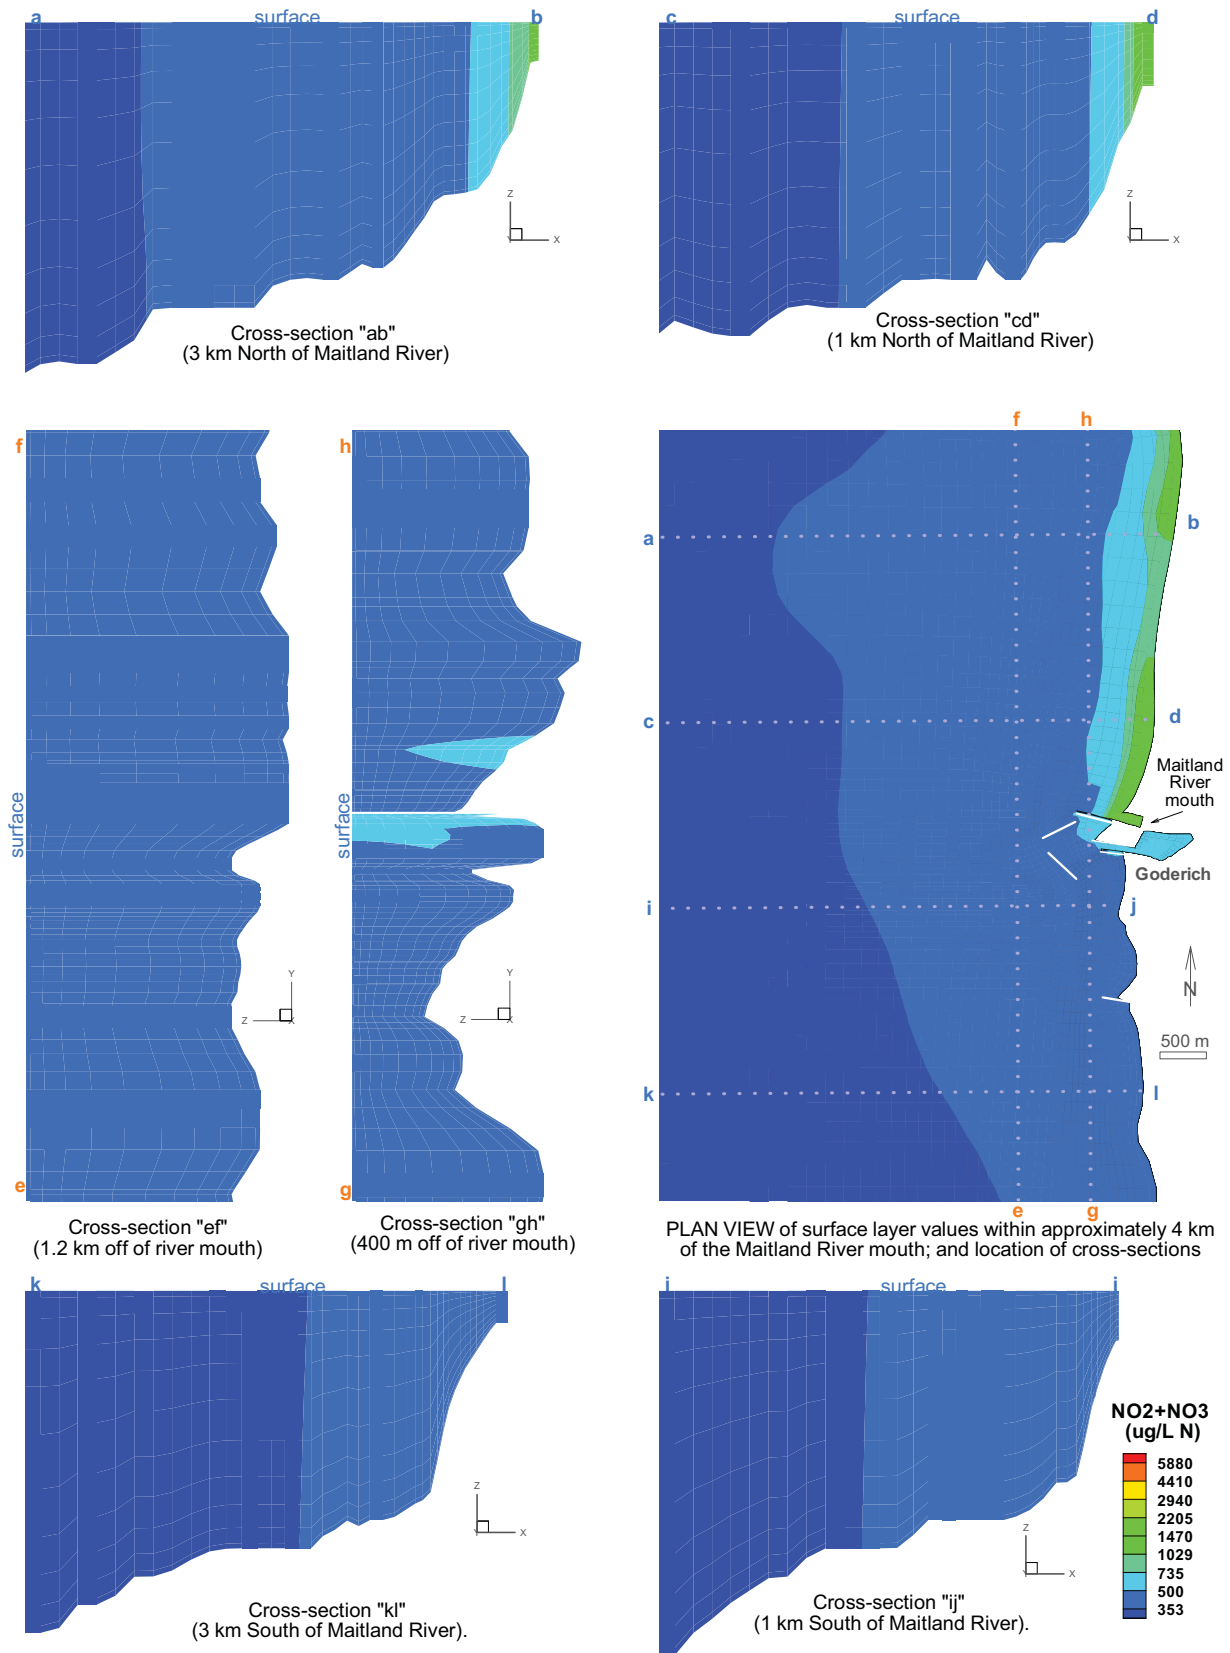 a surface b
c surface d
Z
X
Z
Y X
Cross-section "ab"
(3 km North of Maitland River)
Cross-section "cd"
(1 km North of Maitland River)
f
h
f h
a b
c d
Maitland
River
mouth
Goderich
i j
N
500 m
k l
surface
surface
Y
Z X
Y
Z X
e
g
e g
Cross-section "ef"
(1.2 km off of river mouth)
Cross-section "gh"
(400 m off of river mouth)
PLAN VIEW of surface layer values within approximately 4 km
of the Maitland River mouth; and location of cross-sections
k surface l
i surface j
Z
Y X
Z
Y X
Cross-section "kl"
(3 km South of Maitland River).
Cross-section "ij"
(1 km South of Maitland River).
NO2+NO3
(ug/L N)
5880
4410
2940
2205
1470
1029
735
500
353